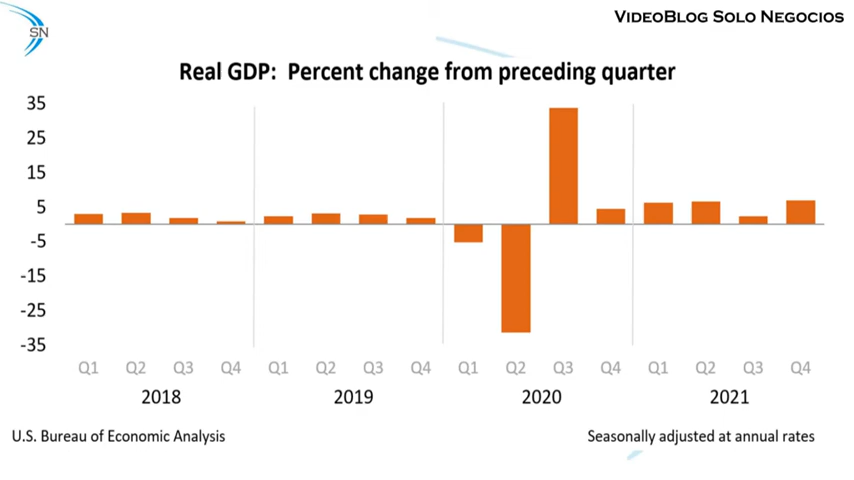 SN
VIDEOBLOG SOLO NEGOCIOS
Real GDP: Percent change from preceding quarter
35
25
15
5
-5
-15
-25
-35
Q1 Q2 Q3 Q4 Q1 Q2 Q3 Q4 Q1 Q2 Q3 Q4 Q1 Q2 Q3 Q4
2018 2019 2020 2021
U.S. Bureau of Economic Analysis
Seasonally adjusted at annual rates